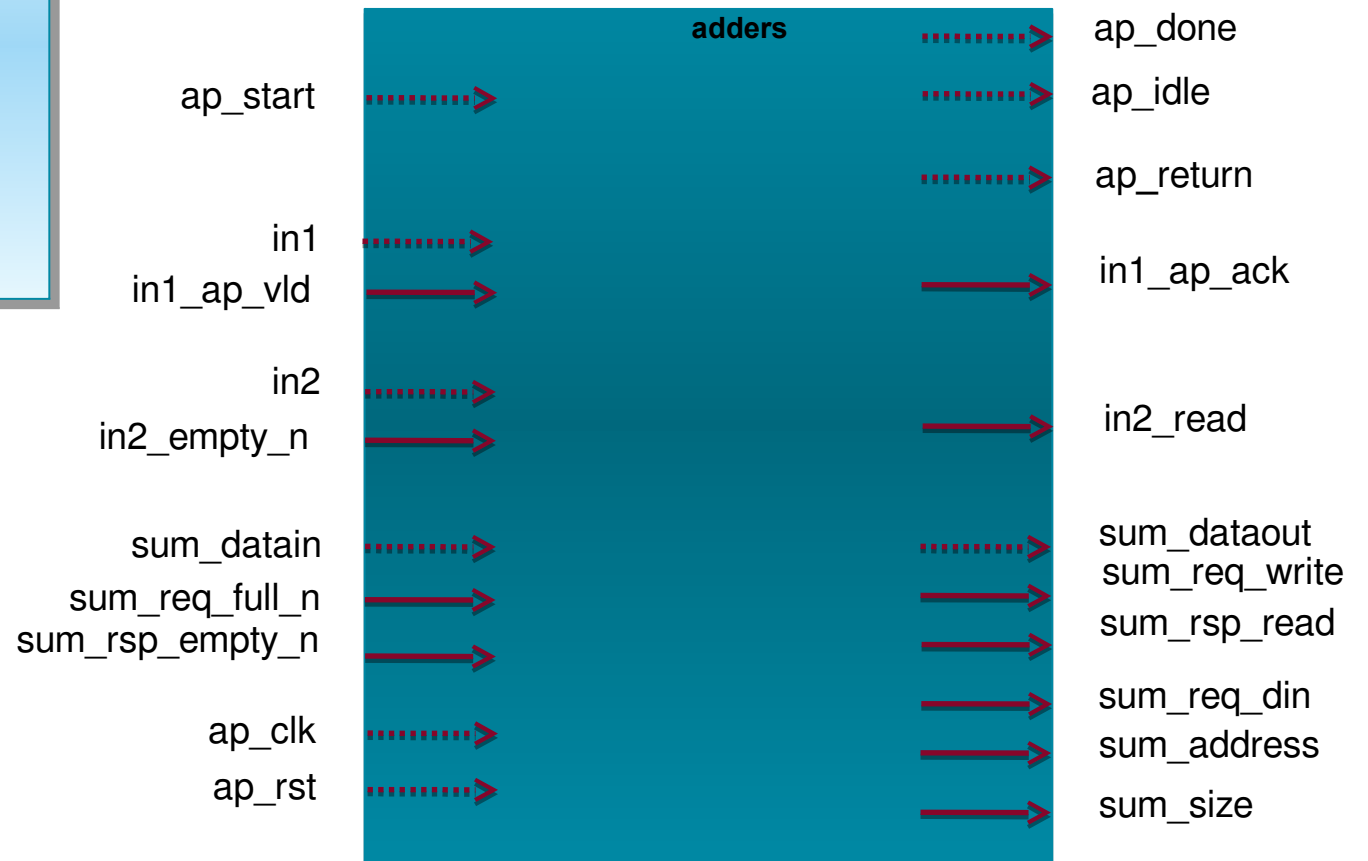 adders
ap_start
in1
in1_ap_vld
in2
in2_empty_n
sum_datain
sum_req_full_n
sum_rsp_empty_n
ap_clk
ap_rst
ap_done
ap_idle
ap_return
in1_ap_ack
in2_read
sum_dataout
sum_req_write
sum_rsp_read
sum_req_din
sum_address
sum_size